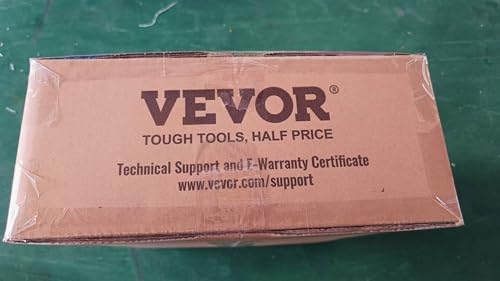 VEVOR®
TOUGH TOOLS, HALF PRICE
Technical Support and E-Warranty Certificate
www.vevor.com/support